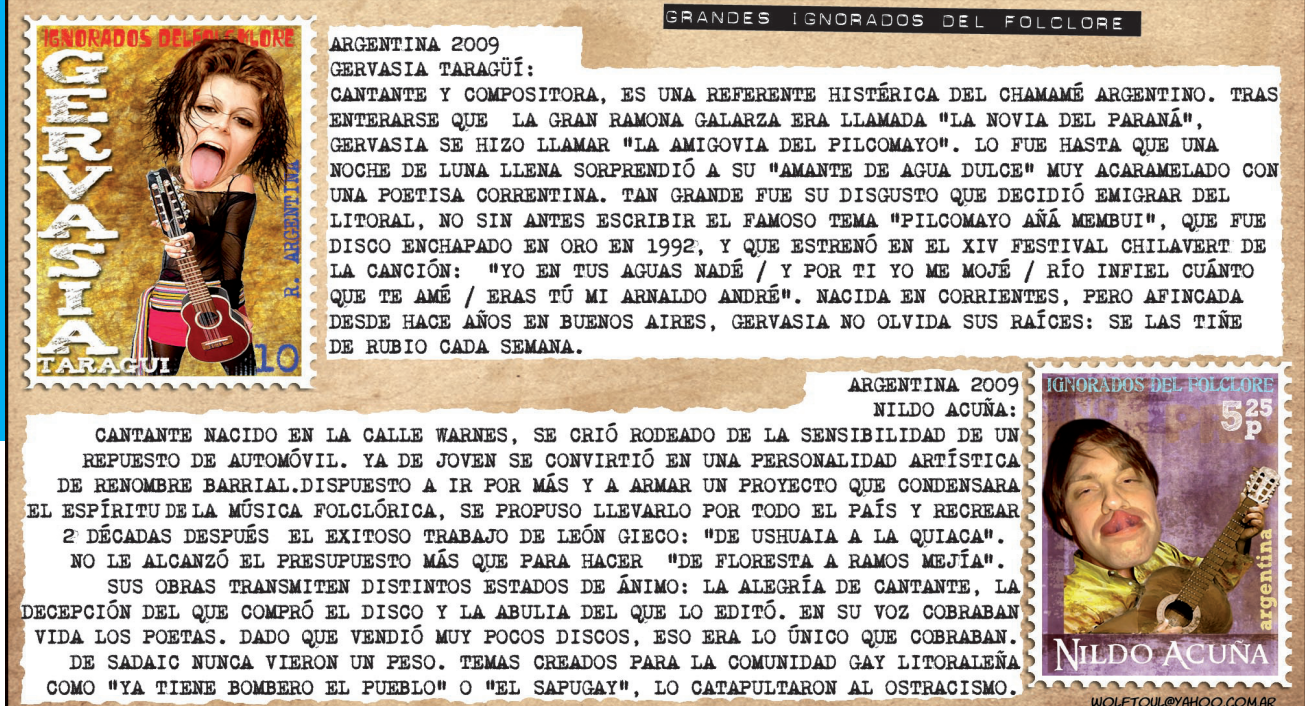 GRANDES IGNORADOS DEL FOLCLORE
IGNORADOS DEL FOLCLORE
GERVASIA
TARAGUI
R. ARGENTINA
10
ARGENTINA 2009
GERVASIA TARAGÜÍ:
CANTANTE Y COMPOSITORA, ES UNA REFERENTE HISTÉRICA DEL CHAMAMÉ ARGENTINO. TRAS
ENTERARSE QUE LA GRAN RAMONA GALARZA ERA LLAMADA "LA NOVIA DEL PARANÁ",
GERVASIA SE HIZO LLAMAR "LA AMIGOVIA DEL PILCOMAYO". LO FUE HASTA QUE UNA
NOCHE DE LUNA LLENA SORPRENDIÓ A SU "AMANTE DE AGUA DULCE" MUY ACARAMELADO CON
UNA POETISA CORRENTINA. TAN GRANDE FUE SU DISGUSTO QUE DECIDIÓ EMIGRAR DEL
LITORAL, NO SIN ANTES ESCRIBIR EL FAMOSO TEMA "PILCOMAYO AÑÁ MEMBUI", QUE FUE
DISCO ENCHAPADO EN ORO EN 1992, Y QUE ESTRENÓ EN EL XIV FESTIVAL CHILAVERT DE
LA CANCIÓN: "YO EN TUS AGUAS NADÉ / Y POR TI YO ME MOJÉ / RÍO INFIEL CUÁNTO
QUE TE AMÉ / ERAS TÚ MI ARNALDO ANDRÉ". NACIDA EN CORRIENTES, PERO AFINCADA
DESDE HACE AÑOS EN BUENOS AIRES, GERVASIA NO OLVIDA SUS RAÍCES: SE LAS TIÑE
DE RUBIO CADA SEMANA.
ARGENTINA 2009
NILDO ACUÑA:
CANTANTE NACIDO EN LA CALLE WARNES, SE CRIÓ RODEADO DE LA SENSIBILIDAD DE UN
REPUESTO DE AUTOMÓVIL. YA DE JOVEN SE CONVIRTIÓ EN UNA PERSONALIDAD ARTÍSTICA
DE RENOMBRE BARRIAL.DISPUESTO A IR POR MÁS Y A ARMAR UN PROYECTO QUE CONDENSARA
EL ESPÍRITU DE LA MÚSICA FOLCLÓRICA, SE PROPUSO LLEVARLO POR TODO EL PAÍS Y RECREAR
2 DÉCADAS DESPUÉS EL EXITOSO TRABAJO DE LEÓN GIECO: "DE USHUAIA A LA QUIACA".
NO LE ALCANZÓ EL PRESUPUESTO MÁS QUE PARA HACER "DE FLORESTA A RAMOS MEJÍA".
SUS OBRAS TRANSMITEN DISTINTOS ESTADOS DE ÁNIMO: LA ALEGRÍA DE CANTANTE, LA
DECEPCIÓN DEL QUE COMPRÓ EL DISCO Y LA ABULIA DEL QUE LO EDITÓ. EN SU VOZ COBRABAN
VIDA LOS POETAS. DADO QUE VENDIÓ MUY POCOS DISCOS, ESO ERA LO ÚNICO QUE COBRABAN.
DE SADAIC NUNCA VIERON UN PESO. TEMAS CREADOS PARA LA COMUNIDAD GAY LITORALEÑA
COMO "YA TIENE BOMBERO EL PUEBLO" O "EL SAPUGAY", LO CATAPULTARON AL OSTRACISMO.
IGNORADOS DEL FOLCLORE
5 25 P
argentina
NILDO ACUÑA
WOLFTOUL@YAHOO.COM.AR